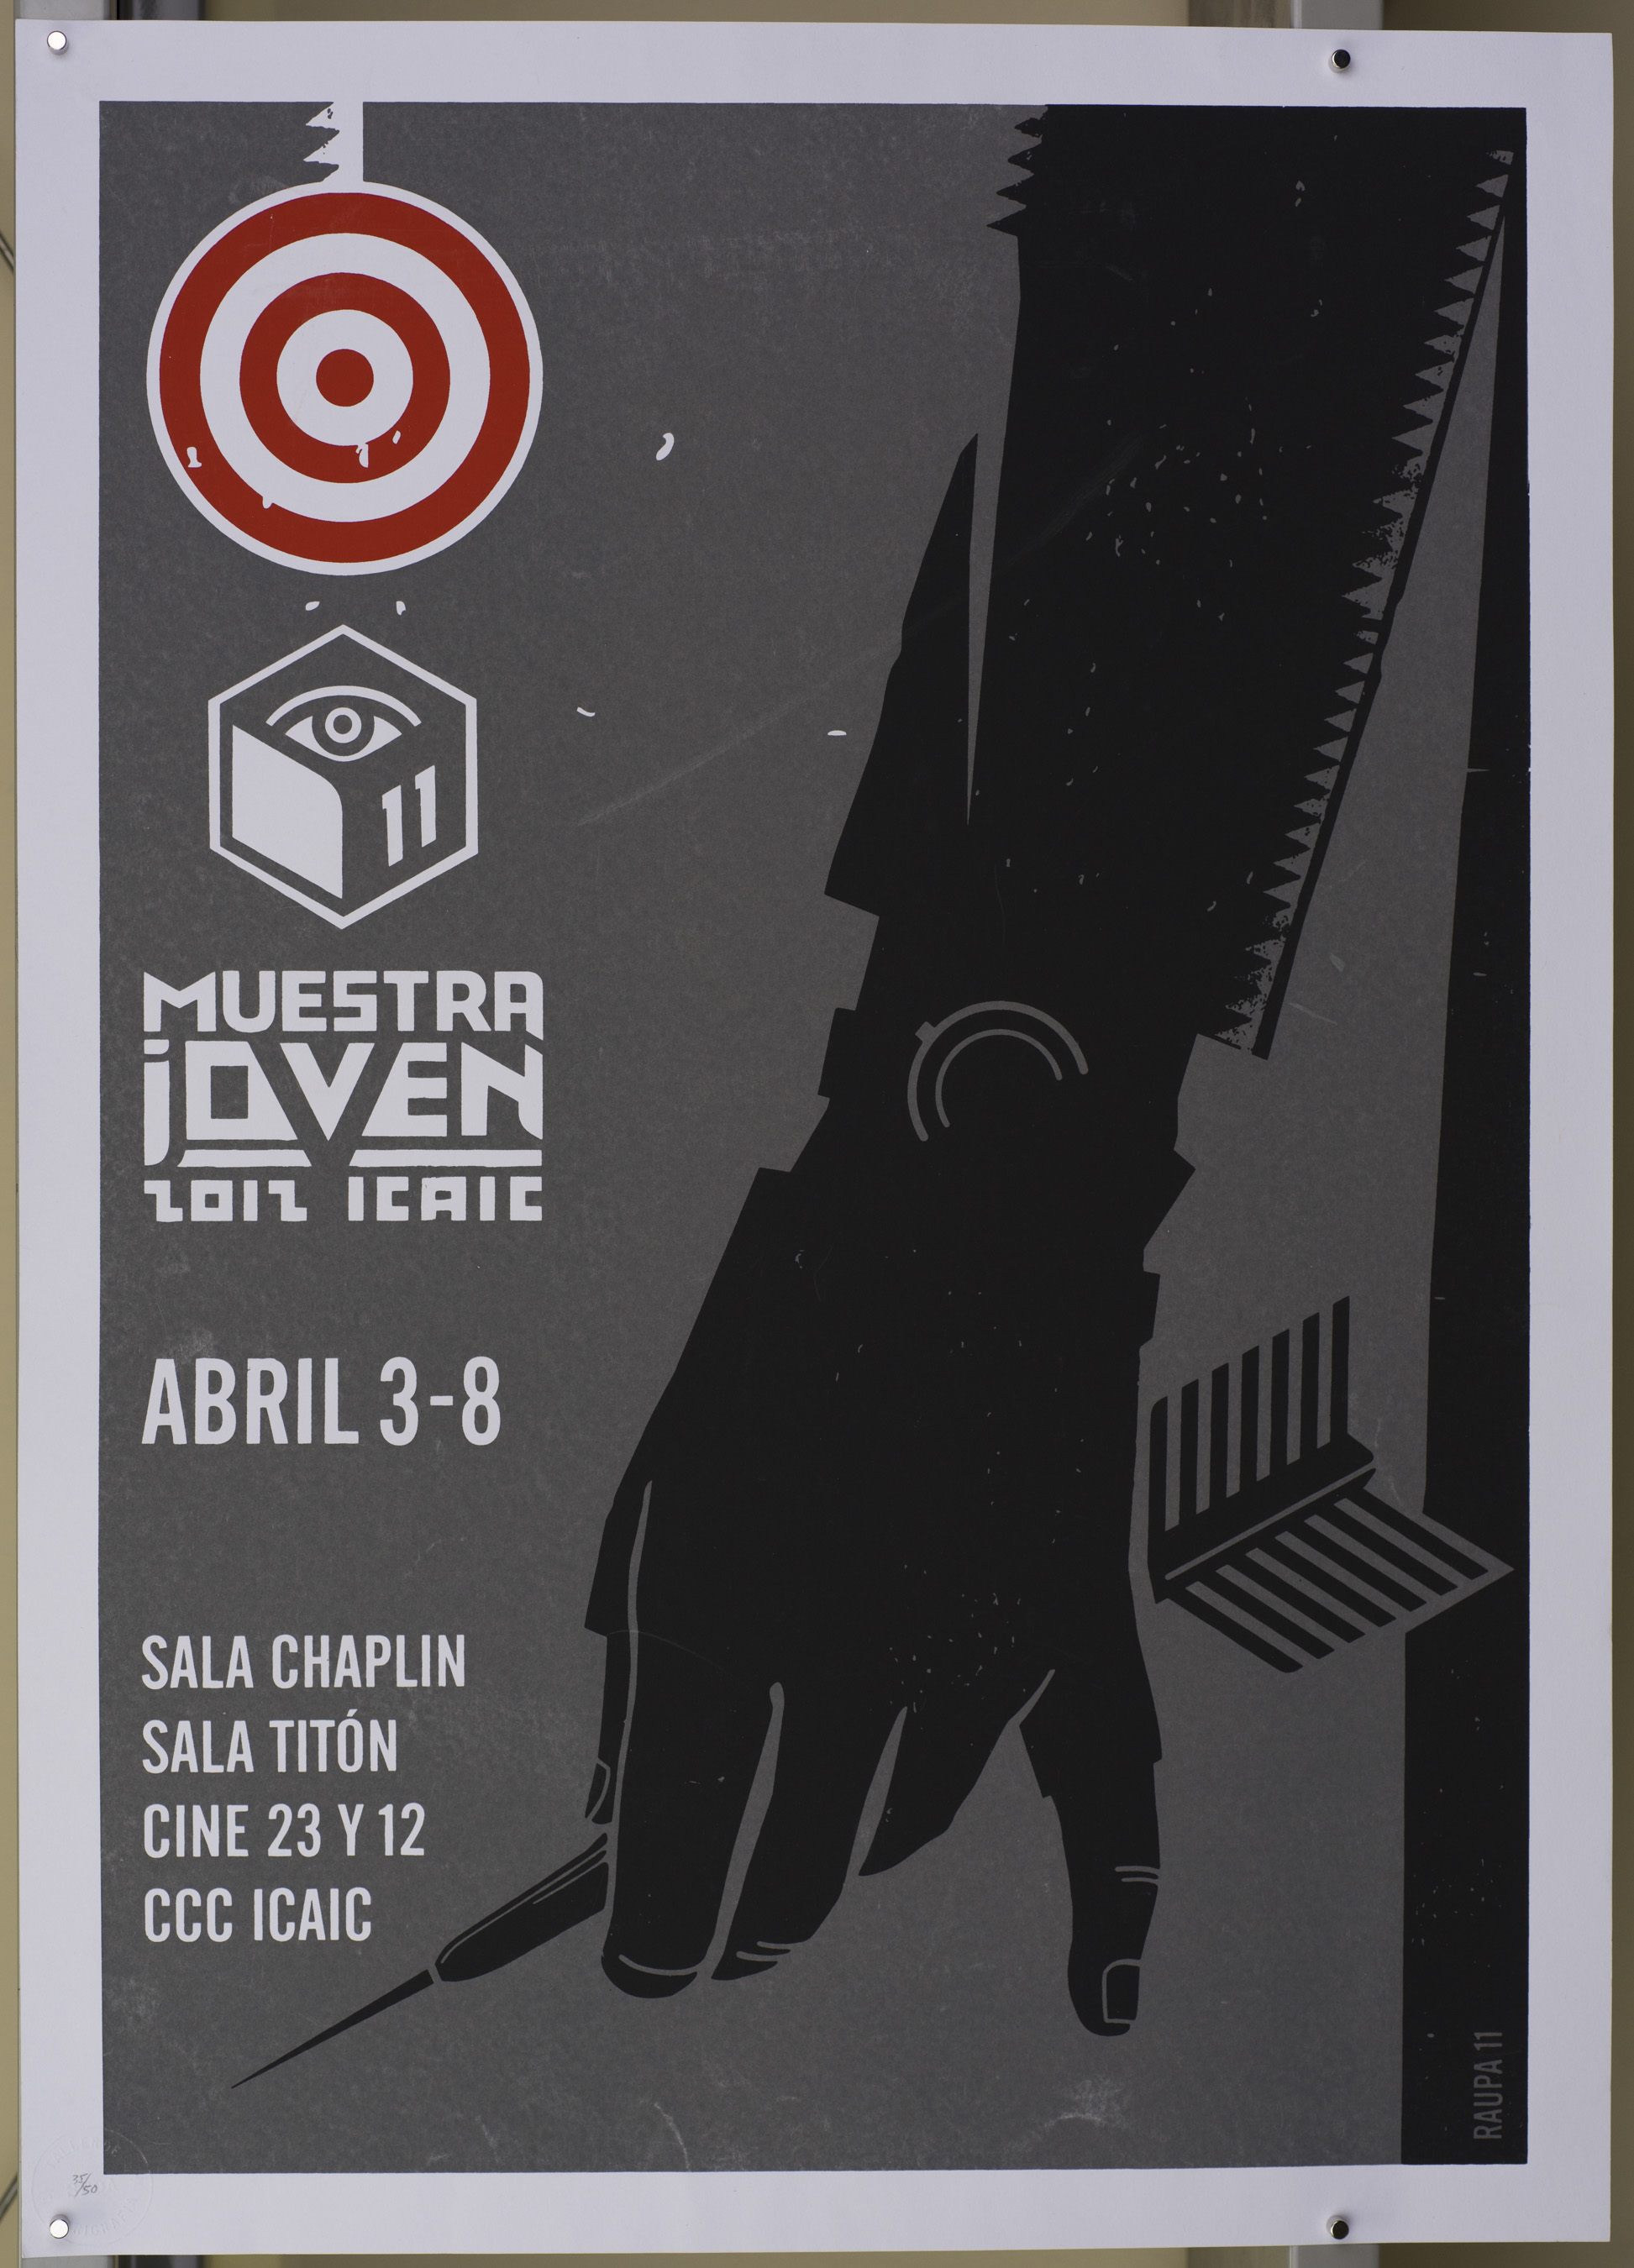 11
MUESTRA
jOVEN
2012 ICAIC
ABRIL 3-8
SALA CHAPLIN
SALA TITÓN
CINE 23 Y 12
CCC ICAIC
RAUPA 11
35/50